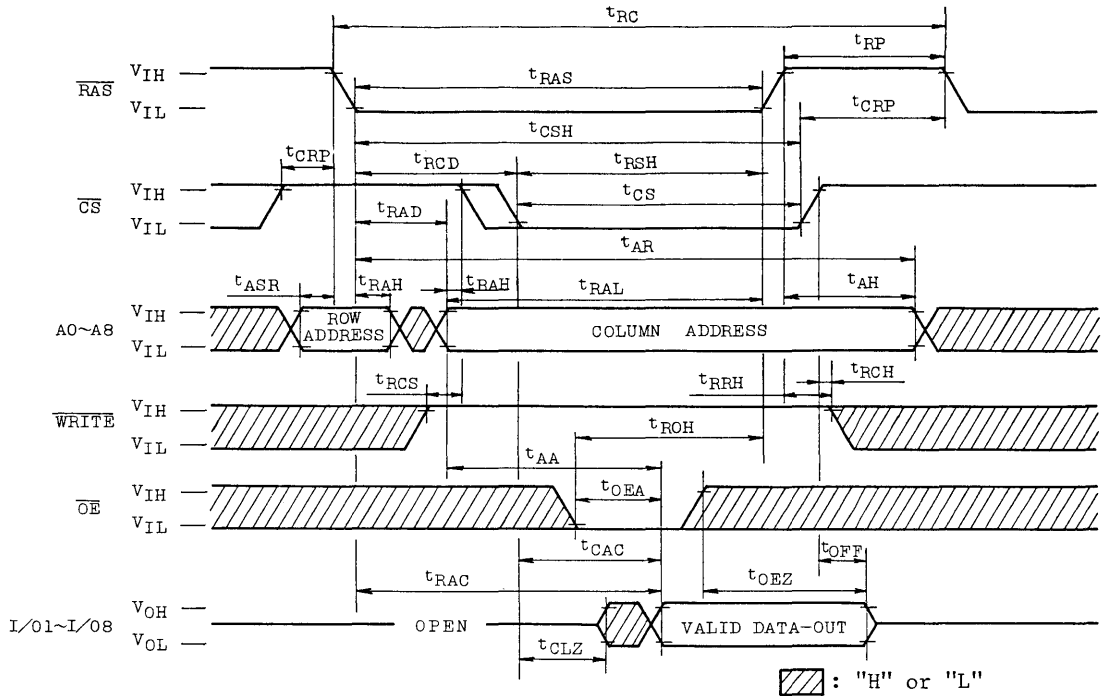 tRC
tRP
RAS
VIH
VIL
tRAS
tCRP
tCSH
tCRP
tRCD
tRSH
CS
VIH
VIL
tCS
tRAD
tAR
tASR
tRAH
tRAH
tRAL
tAH
A0~A8
VIH
VIL
ROW
ADDRESS
COLUMN ADDRESS
tRCS
tRRH
tRCH
WRITE
VIH
VIL
tROH
tAA
OE
VIH
VIL
tOEA
tCAC
tOFF
tRAC
tOEZ
I/O1~I/O8
VOH
VOL
OPEN
VALID DATA-OUT
tCLZ
: "H" or "L"